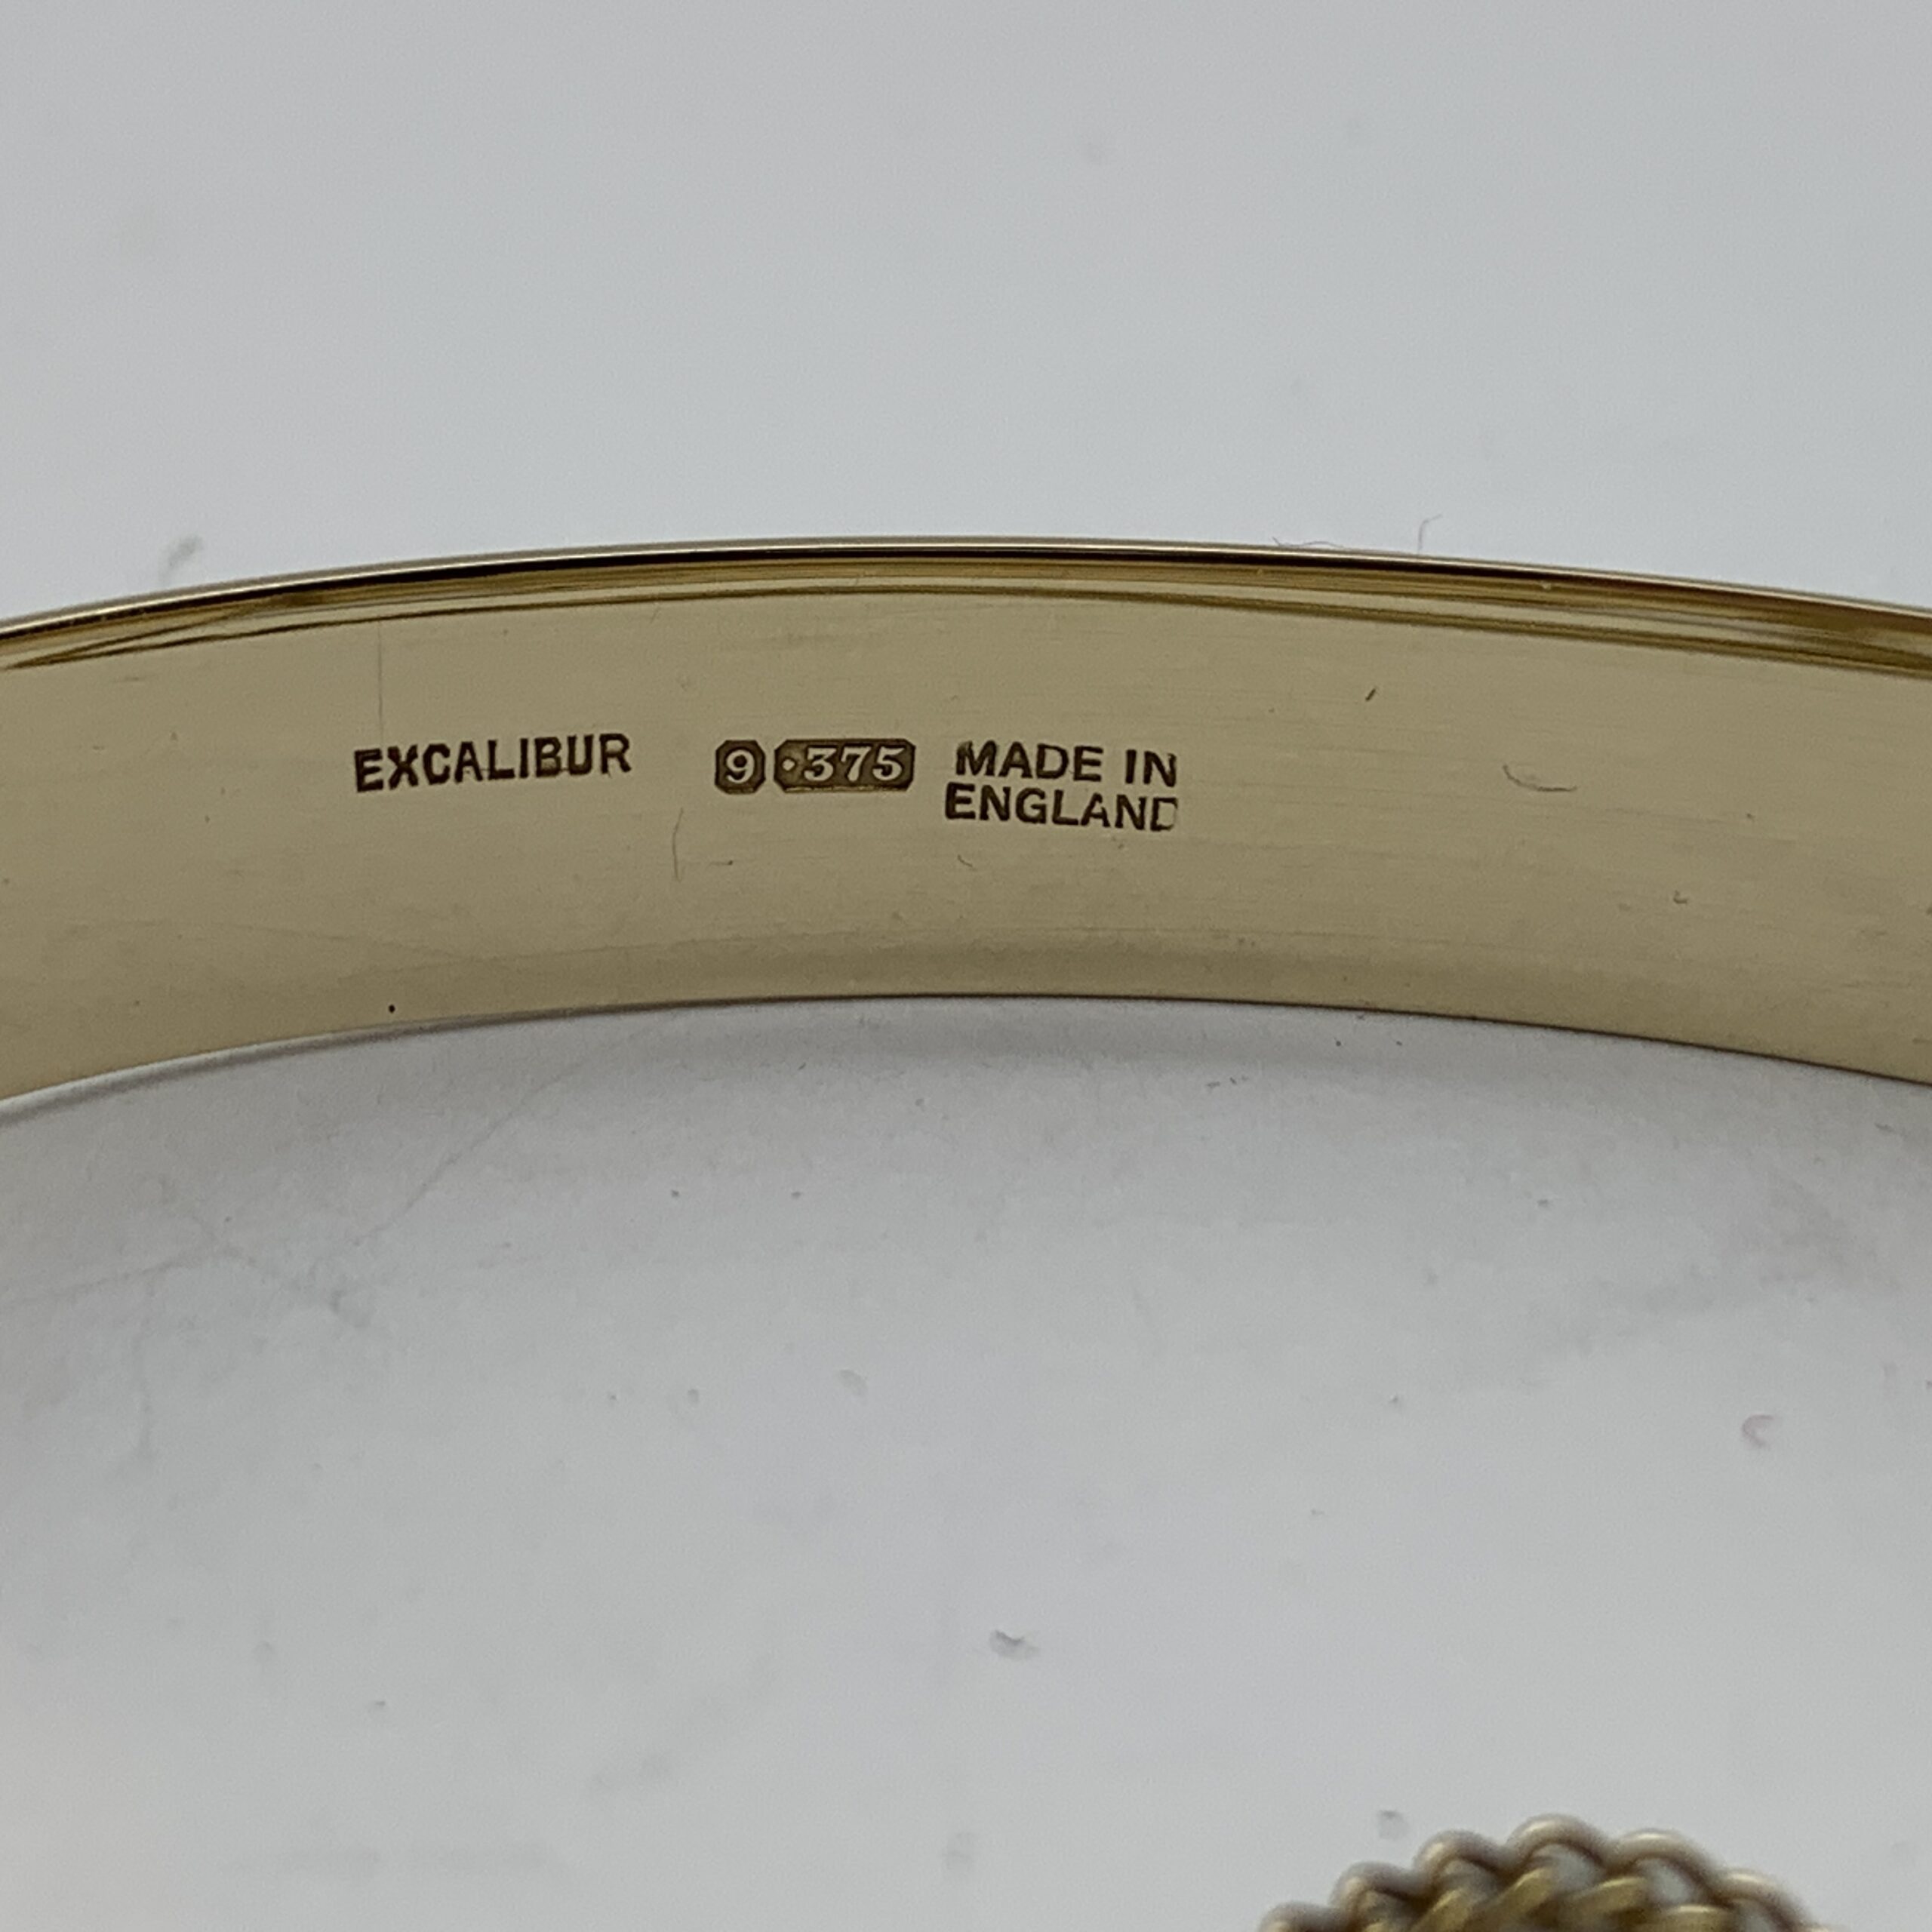 EXCALIBUR 9 ·375 MADE IN
ENGLAND